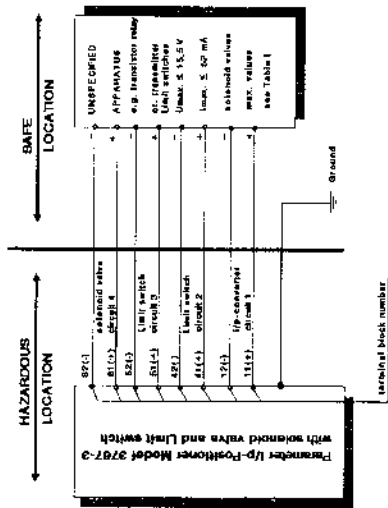 HAZARDOUS
LOCATION
SAFE
LOCATION
Parameter I/p-Positioner Model 3767-3
with solenoid valve and Limit switch
82(-)
81(+)
52(-)
51(+)
42(-)
41(+)
12(-)
11(+)
solenoid valve
circuit 4
Limit switch
circuit 3
Limit switch
circuit 2
I/p-converter
circuit 1
terminal block number
UNSPECIFIED
APPARATUS
e.g. transistor relay
or. transmitter
Limit switches
Umax. ≤ 15,5 V
solenoid valves
max. values
see Table 1
Ground